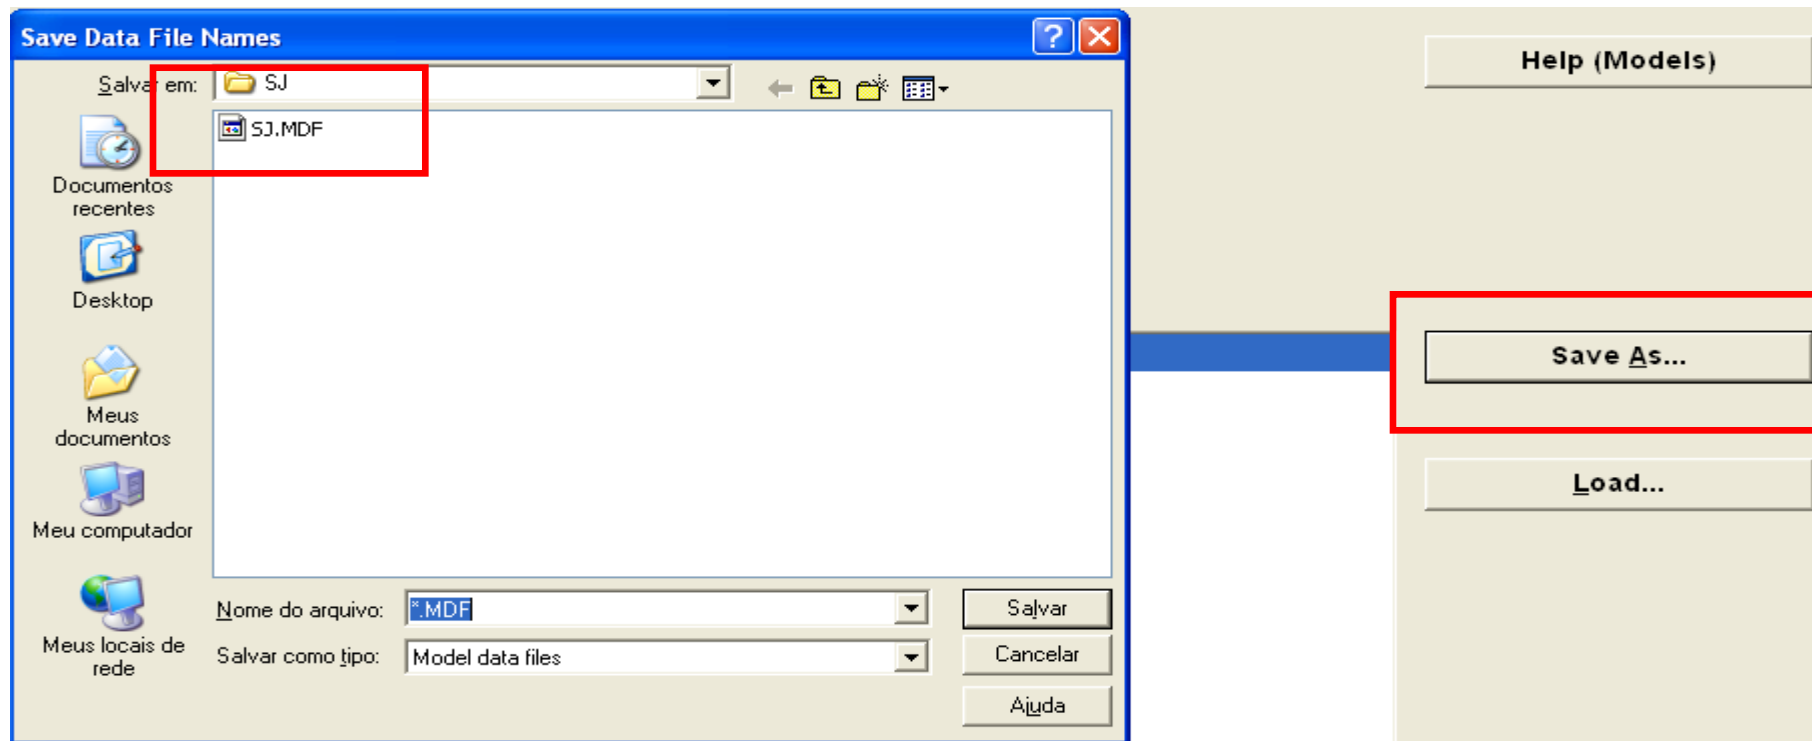 Save Data File Names
Salvar em:
SJ
SJ.MDF
Documentos
recentes
Desktop
Meus
documentos
Meu computador
Meus locais de
rede
Nome do arquivo:
*.MDF
Salvar
Salvar como tipo:
Model data files
Cancelar
Ajuda
Help (Models)
Save As...
Load...